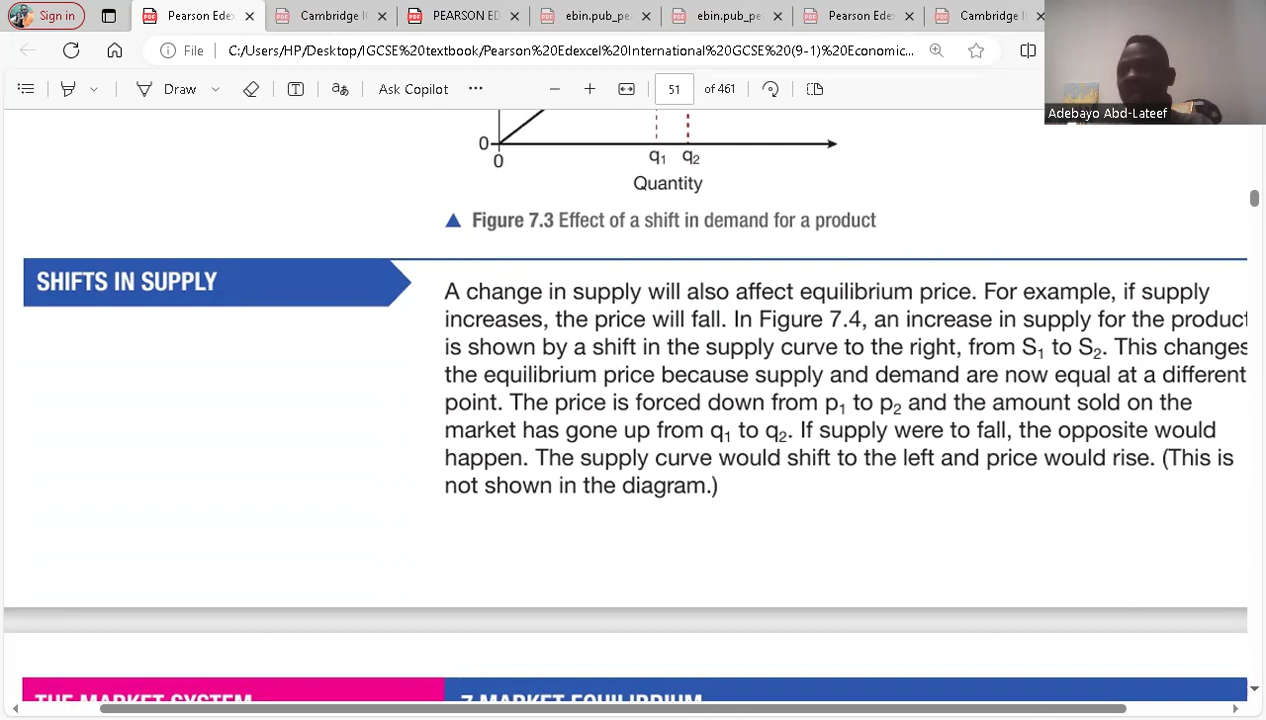 Sign in
Pearson Ede
Cambridge I
PEARSON ED
ebin.pub_pe
ebin.pub_pe
Pearson Ede
Cambridge I
File
C:/Users/HP/Desktop/IGCSE%20textbook/Pearson%20Edexcel%20International%20GCSE%20(9-1)%20Economic...
Draw
Ask Copilot
51
of 461
Adebayo Abd-Lateef
0
0
q1 q2
Quantity
Figure 7.3 Effect of a shift in demand for a product
SHIFTS IN SUPPLY
A change in supply will also affect equilibrium price. For example, if supply
increases, the price will fall. In Figure 7.4, an increase in supply for the product
is shown by a shift in the supply curve to the right, from S1 to S2. This changes
the equilibrium price because supply and demand are now equal at a different
point. The price is forced down from p1 to p2 and the amount sold on the
market has gone up from q1 to q2. If supply were to fall, the opposite would
happen. The supply curve would shift to the left and price would rise. (This is
not shown in the diagram.)
THE MARKET SYSTEM
7 MARKET EQUILIBRIUM